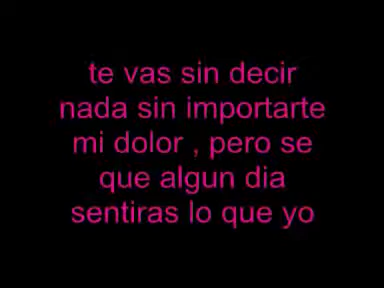 te vas sin decir
nada sin importarte
mi dolor , pero se
que algun dia
sentiras lo que yo